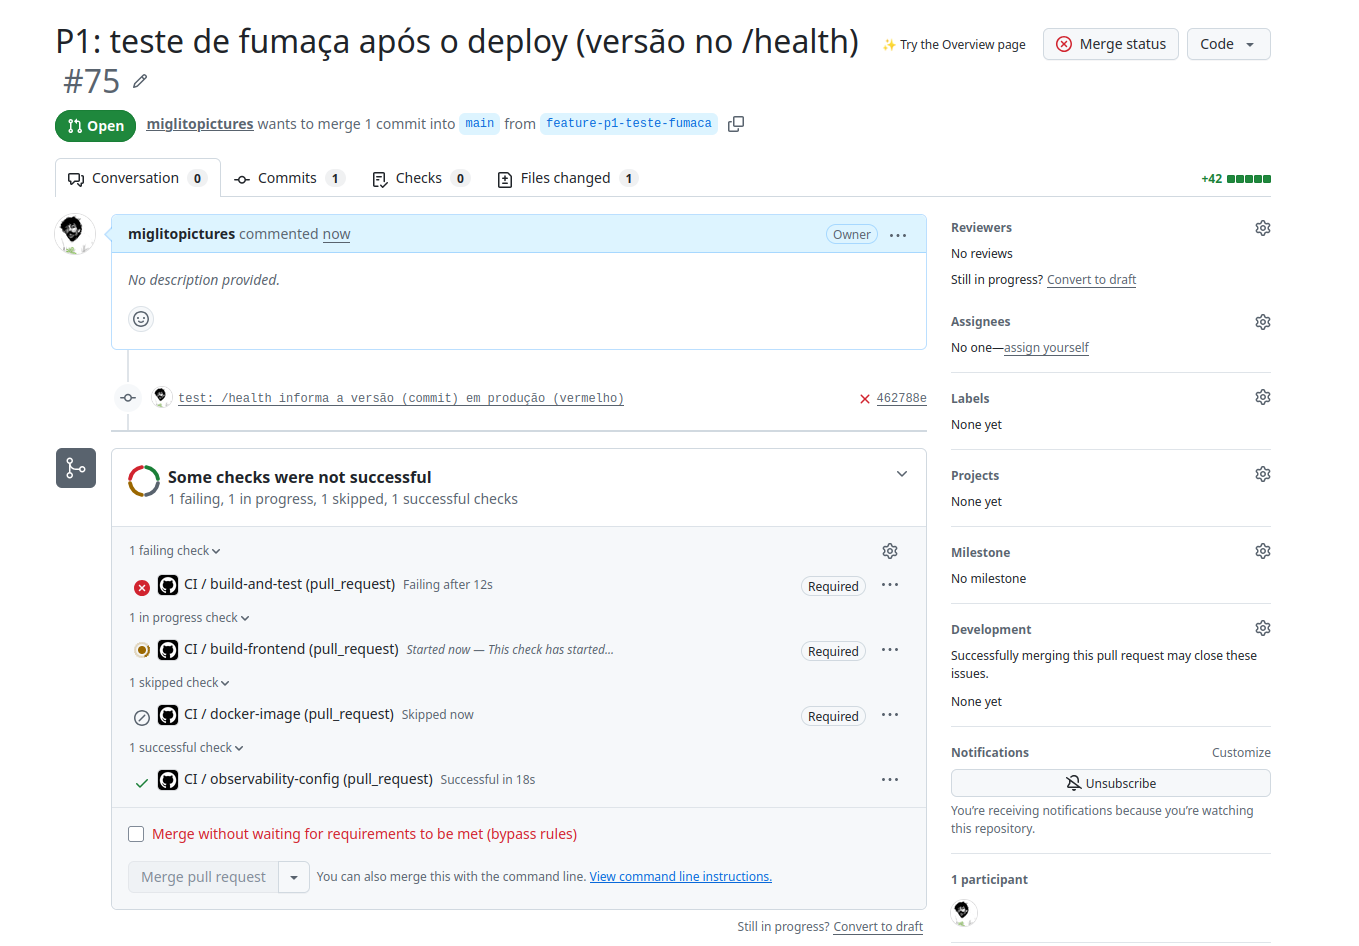 P1: teste de fumaça após o deploy (versão no /health)
#75
✨ Try the Overview page
Merge status
Code
Open
miglitopictures wants to merge 1 commit into main from feature-p1-teste-fumaca
Conversation 0
Commits 1
Checks 0
Files changed 1
+42
miglitopictures commented now
Owner
No description provided.
test: /health informa a versão (commit) em produção (vermelho)
462788e
Some checks were not successful
1 failing, 1 in progress, 1 skipped, 1 successful checks
1 failing check
CI / build-and-test (pull_request) Failing after 12s
Required
1 in progress check
CI / build-frontend (pull_request) Started now — This check has started...
Required
1 skipped check
CI / docker-image (pull_request) Skipped now
Required
1 successful check
CI / observability-config (pull_request) Successful in 18s
Merge without waiting for requirements to be met (bypass rules)
Merge pull request
You can also merge this with the command line. View command line instructions.
Still in progress? Convert to draft
Reviewers
No reviews
Still in progress? Convert to draft
Assignees
No one—assign yourself
Labels
None yet
Projects
None yet
Milestone
No milestone
Development
Successfully merging this pull request may close these
issues.
None yet
Notifications
Customize
Unsubscribe
You're receiving notifications because you're watching
this repository.
1 participant